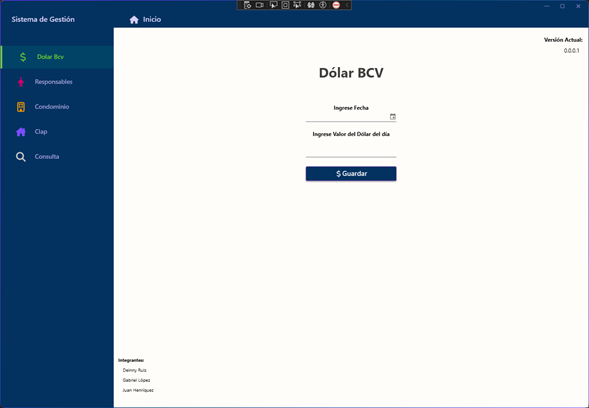 Sistema de Gestión
Inicio
Dolar Bcv
Responsables
Condominio
Clap
Consulta
Versión Actual:
0.0.0.1
Dólar BCV
Ingrese Fecha
Ingrese Valor del Dólar del día
$ Guardar
Integrantes:
Deinny Ruiz
Gabriel López
Juan Henriquez